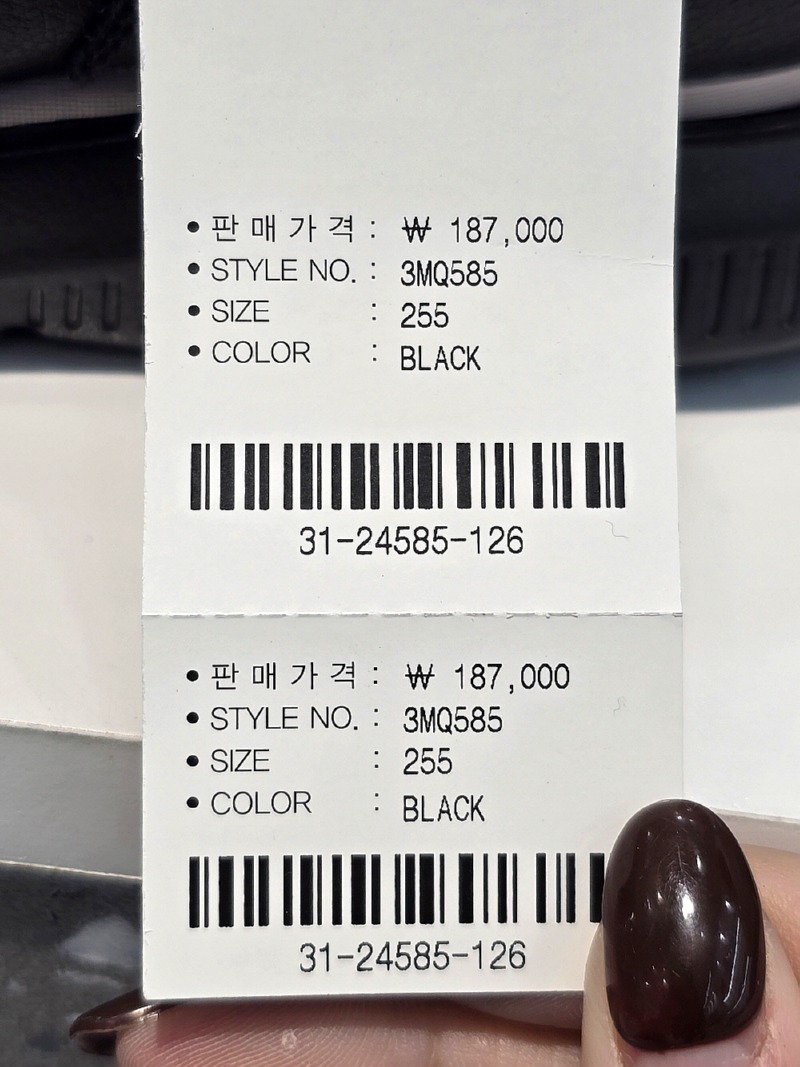 • 판 매 가 격 : ₩ 187,000
• STYLE NO. : 3MQ585
• SIZE : 255
• COLOR : BLACK
31-24585-126
• 판 매 가 격 : ₩ 187,000
• STYLE NO. : 3MQ585
• SIZE : 255
• COLOR : BLACK
31-24585-126